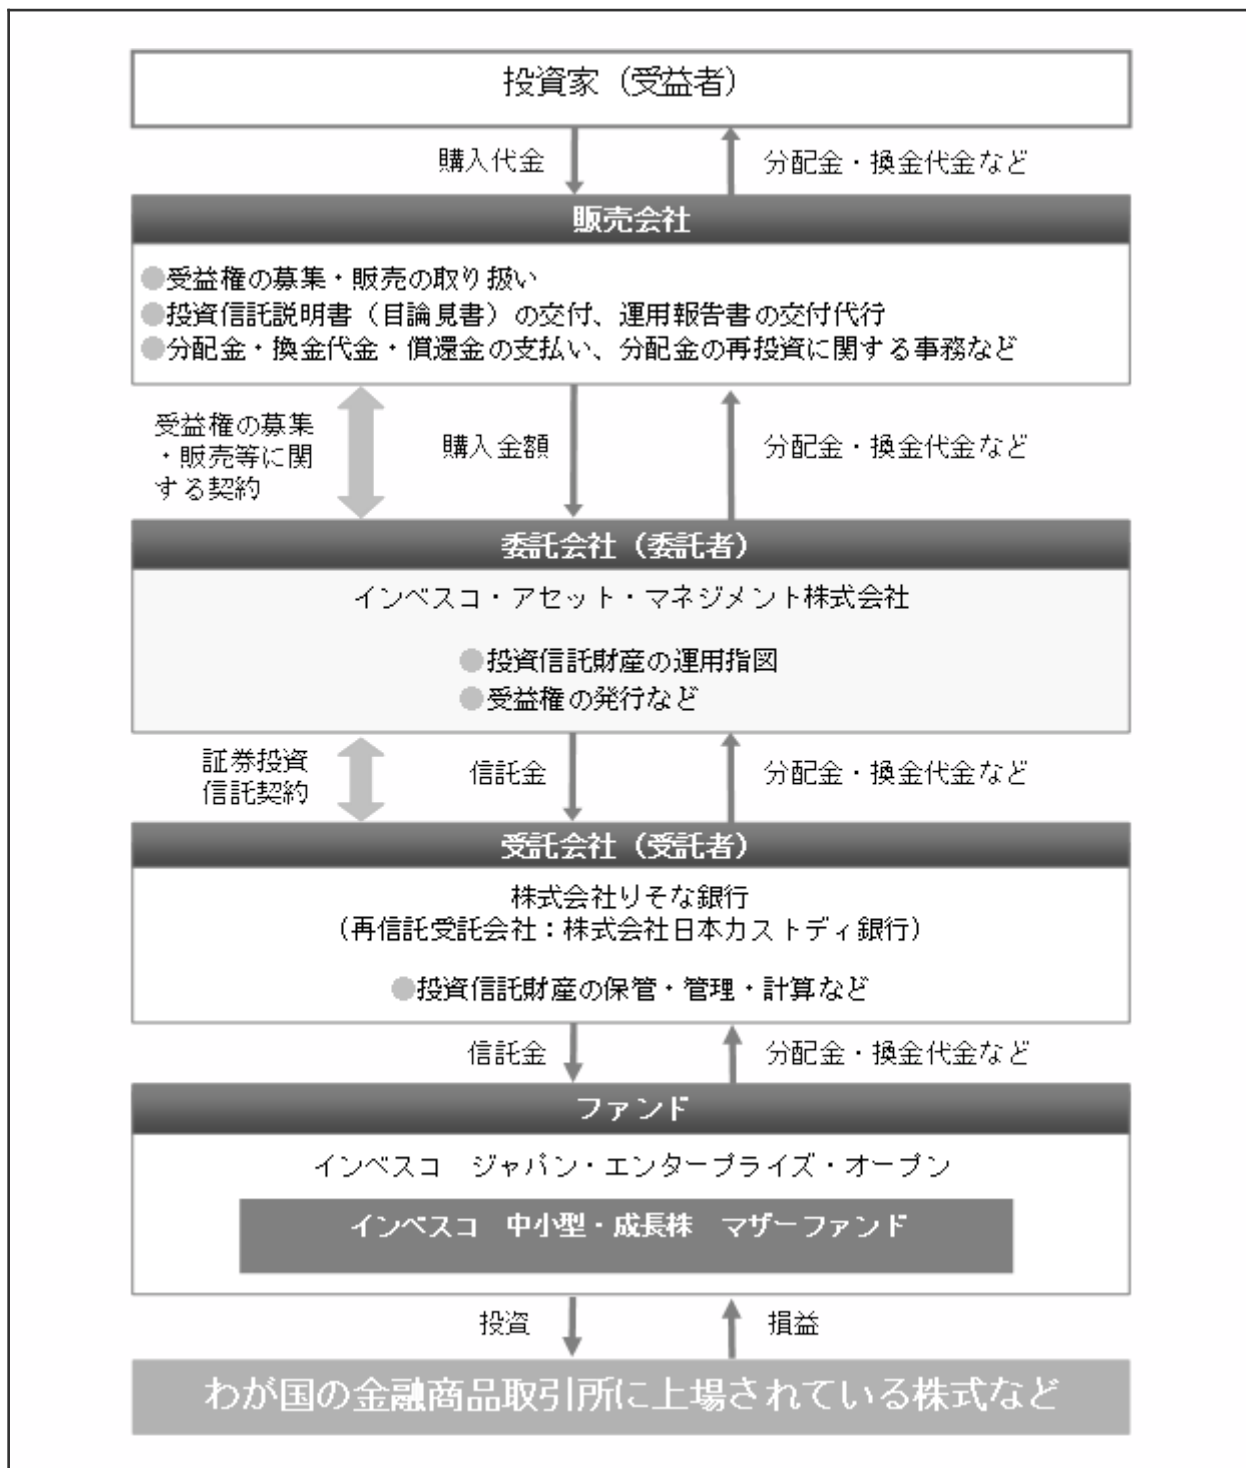 投資家（受益者）
購入代金
分配金・換金代金など
販売会社
●受益権の募集・販売の取り扱い
●投資信託説明書（目論見書）の交付、運用報告書の交付代行
●分配金・換金代金・償還金の支払い、分配金の再投資に関する事務など
受益権の募集
・販売等に関
する契約
購入金額
分配金・換金代金など
委託会社（委託者）
インベスコ・アセット・マネジメント株式会社
●投資信託財産の運用指図
●受益権の発行など
証券投資
信託契約
信託金
分配金・換金代金など
受託会社（受託者）
株式会社りそな銀行
（再信託受託会社：株式会社日本カストディ銀行）
●投資信託財産の保管・管理・計算など
信託金
分配金・換金代金など
ファンド
インベスコ　ジャパン・エンタープライズ・オープン
インベスコ　中小型・成長株　マザーファンド
投資
損益
わが国の金融商品取引所に上場されている株式など